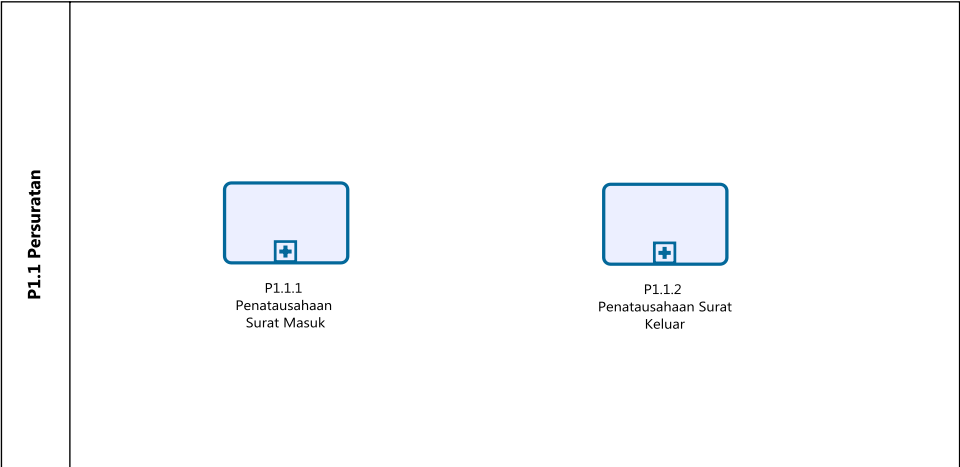 P1.1 Persuratan
P1.1.1
Penatausahaan
Surat Masuk
P1.1.2
Penatausahaan Surat
Keluar